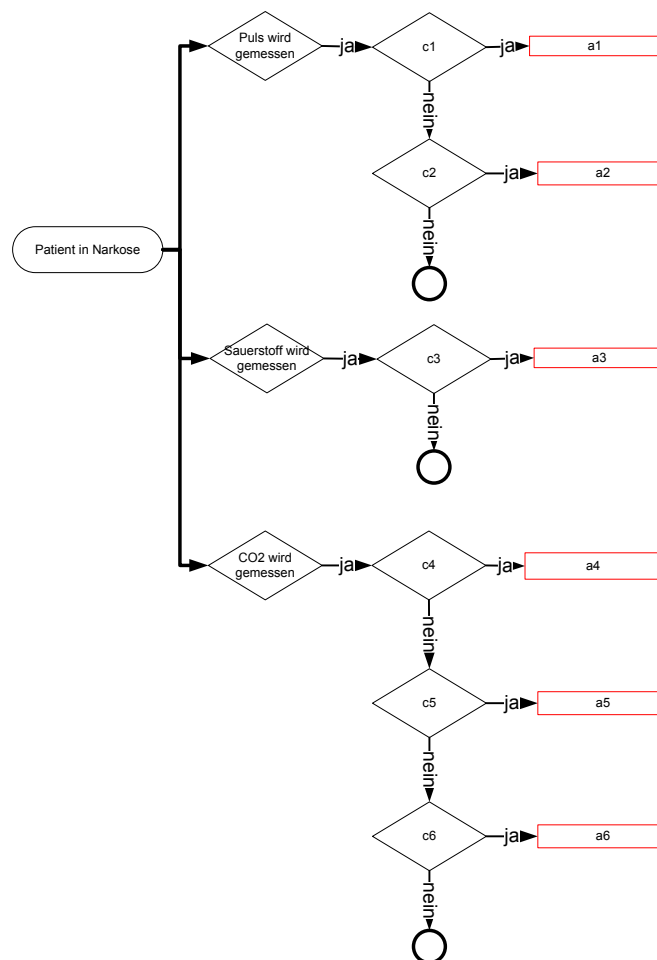 Puls wird
gemessen
ja
c1
ja
a1
nein
c2
ja
a2
nein
Patient in Narkose
Sauerstoff wird
gemessen
ja
c3
ja
a3
nein
CO2 wird
gemessen
ja
c4
ja
a4
nein
c5
ja
a5
nein
c6
ja
a6
nein